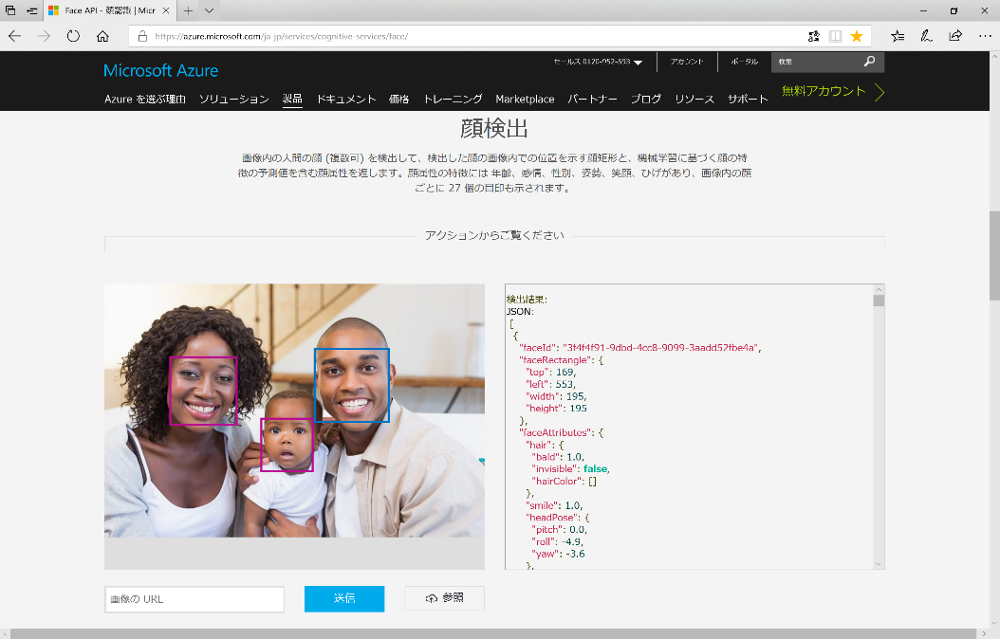 Face API - 顔認識 | Micr
https://azure.microsoft.com/ja-jp/services/cognitive-services/face/
Microsoft Azure
セールス 0120-952-593
アカウント
ポータル
検索
Azure を選ぶ理由 ソリューション 製品 ドキュメント 価格 トレーニング Marketplace パートナー ブログ リソース サポート 無料アカウント
顔検出
画像内の人間の顔 (複数可) を検出して、検出した顔の画像内での位置を示す顔矩形と、機械学習に基づく顔の特
徴の予測値を含む顔属性を返します。顔属性の特徴には 年齢、感情、性別、姿勢、笑顔、ひげがあり、画像内の顔
ごとに 27 個の目印も示されます。
アクションからご覧ください
検出結果:
JSON:
[
{
"faceId": "3f4f4f91-9dbd-4cc8-9099-3aadd52fbe4a",
"faceRectangle": {
"top": 169,
"left": 553,
"width": 195,
"height": 195
},
"faceAttributes": {
"hair": {
"bald": 1.0,
"invisible": false,
"hairColor": []
},
"smile": 1.0,
"headPose": {
"pitch": 0.0,
"roll": -4.9,
"yaw": -3.6
},
画像の URL
送信
参照